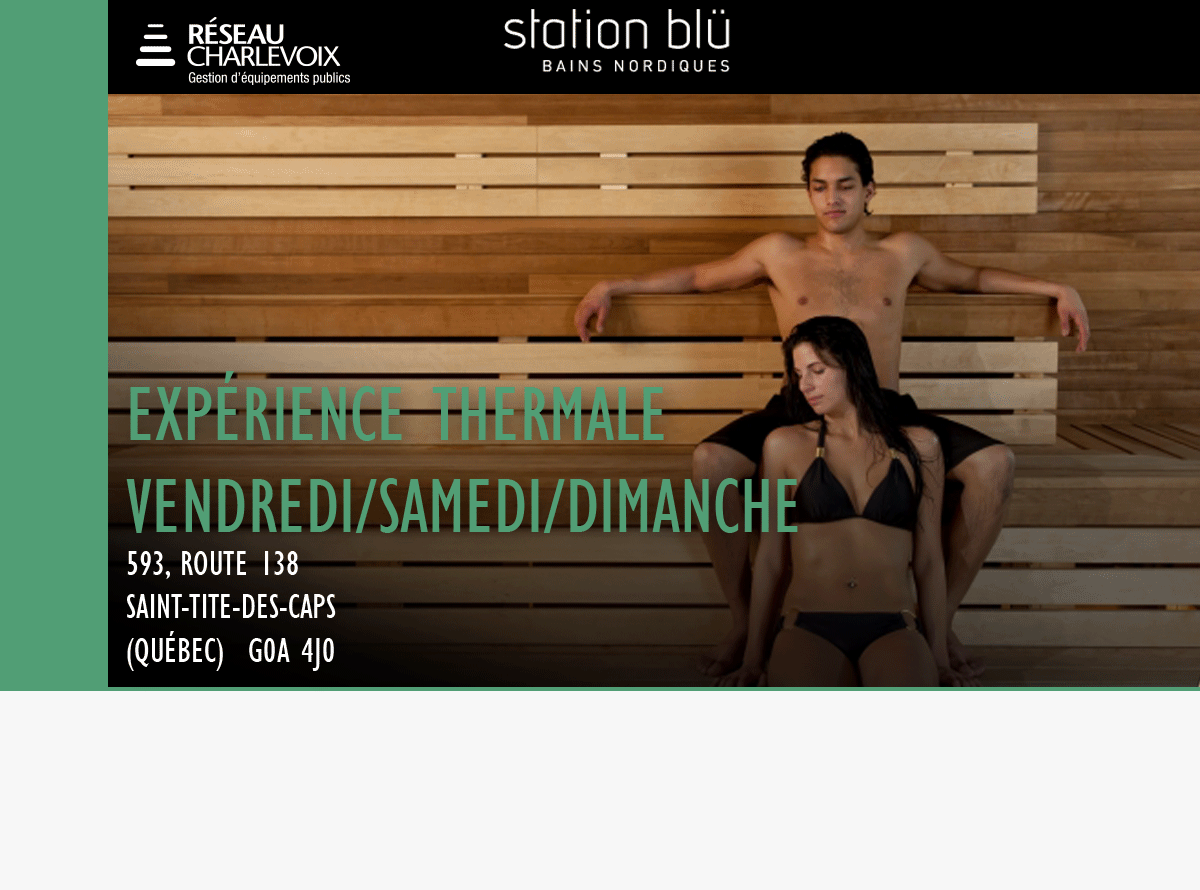 RÉSEAU
CHARLEVOIX
Gestion d'équipements publics
station blü
BAINS NORDIQUES
EXPÉRIENCE THERMALE
VENDREDI/SAMEDI/DIMANCHE
593, ROUTE 138
SAINT-TITE-DES-CAPS
(QUÉBEC) G0A 4J0